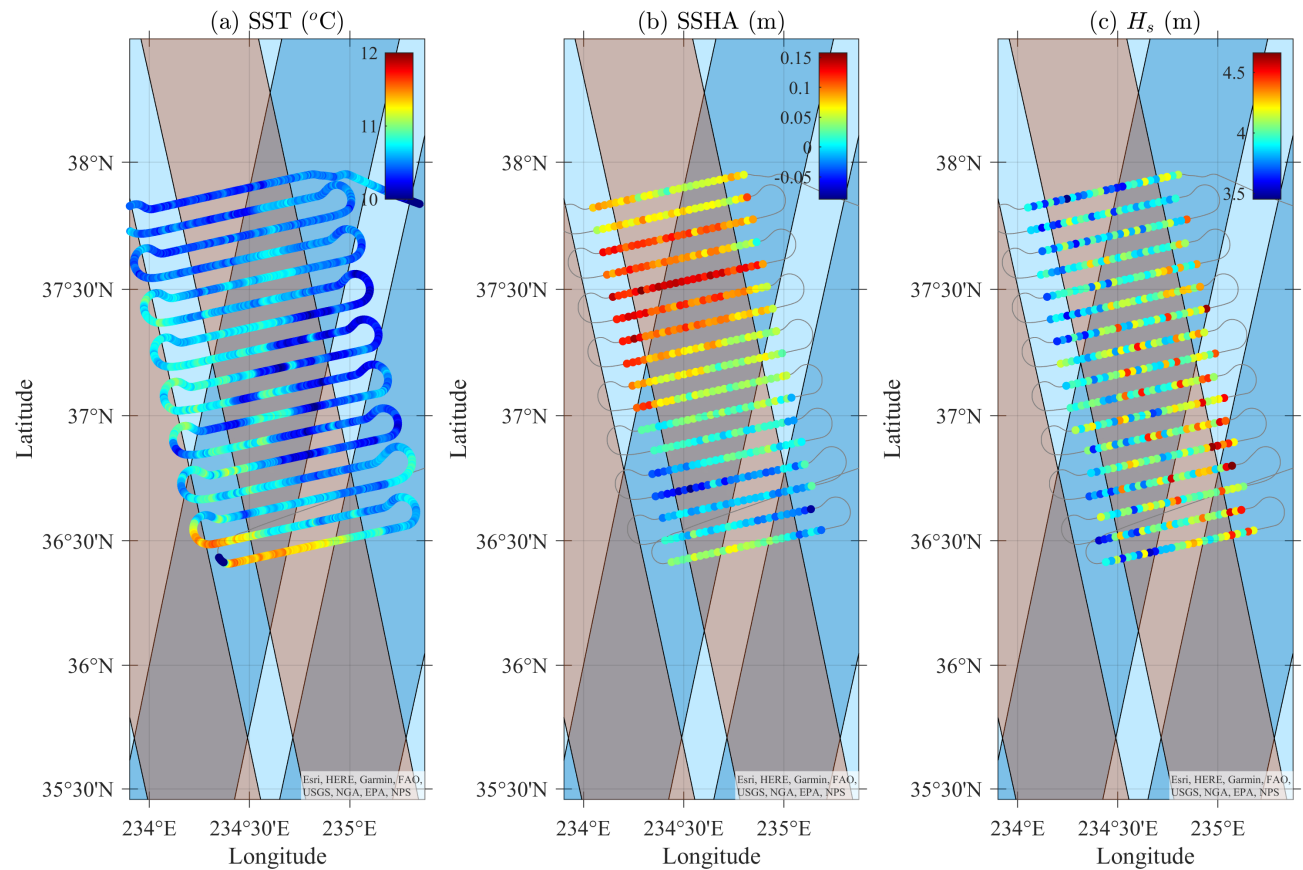 (a) SST (°C)
12
11
10
38°N
37°30'N
37°N
36°30'N
36°N
35°30'N
234°E
234°30'E
235°E
Latitude
Longitude
Esri, HERE, Garmin, FAO,
USGS, NGA, EPA, NPS
(b) SSHA (m)
0.15
0.1
0.05
0
-0.05
38°N
37°30'N
37°N
36°30'N
36°N
35°30'N
234°E
234°30'E
235°E
Latitude
Longitude
Esri, HERE, Garmin, FAO,
USGS, NGA, EPA, NPS
(c) Hₛ (m)
4.5
4
3.5
38°N
37°30'N
37°N
36°30'N
36°N
35°30'N
234°E
234°30'E
235°E
Latitude
Longitude
Esri, HERE, Garmin, FAO,
USGS, NGA, EPA, NPS